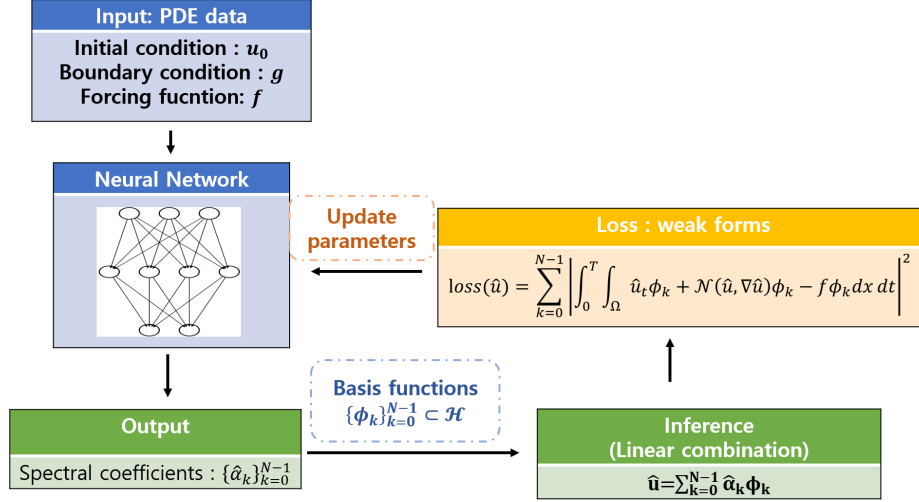 Input: PDE data
Initial condition : u₀
Boundary condition : g
Forcing fucntion: f
Neural Network
Update
parameters
Loss : weak forms
loss(û) = ∑_{k=0}^{N-1} |∫_0^T ∫_Ω û_t ϕ_k + 𝒩(û, ∇û)ϕ_k − fϕ_k dx dt|²
Output
Spectral coefficients : {α̂_k}_{k=0}^{N-1}
Basis functions
{ϕ_k}_{k=0}^{N-1} ⊂ ℋ
Inference
(Linear combination)
û=∑_{k=0}^{N-1} α̂_k ϕ_k